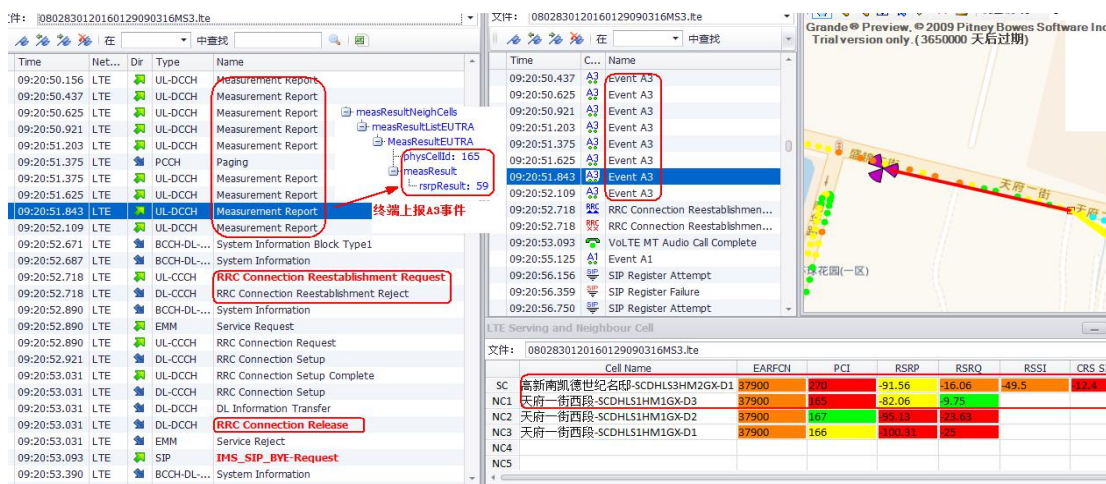 文件: 0802830120160129090316MS3.lte
在 中查找
Time Net... Dir Type Name
09:20:50.156 LTE UL-DCCH Measurement Report
09:20:50.437 LTE UL-DCCH Measurement Report
09:20:50.625 LTE UL-DCCH Measurement Report
09:20:50.921 LTE UL-DCCH Measurement Report
09:20:51.203 LTE UL-DCCH Measurement Report
09:20:51.375 LTE PCCH Paging
09:20:51.375 LTE UL-DCCH Measurement Report
09:20:51.625 LTE UL-DCCH Measurement Report
09:20:51.843 LTE UL-DCCH Measurement Report
09:20:52.109 LTE UL-DCCH Measurement Report
09:20:52.671 LTE BCCH-DL-... System Information Block Type1
09:20:52.687 LTE BCCH-DL-... System Information
09:20:52.718 LTE UL-CCCH RRC Connection Reestablishment Request
09:20:52.718 LTE DL-CCCH RRC Connection Reestablishment Reject
09:20:52.890 LTE BCCH-DL-... System Information
09:20:52.890 LTE EMM Service Request
09:20:52.890 LTE UL-CCCH RRC Connection Request
09:20:52.921 LTE DL-CCCH RRC Connection Setup
09:20:53.031 LTE UL-DCCH RRC Connection Setup Complete
09:20:53.031 LTE DL-CCCH RRC Connection Setup
09:20:53.031 LTE DL-DCCH DL Information Transfer
09:20:53.031 LTE DL-DCCH RRC Connection Release
09:20:53.031 LTE EMM Service Reject
09:20:53.093 LTE SIP IMS_SIP_BYE-Request
09:20:53.390 LTE BCCH-DL-... System Information
measResultNeighCells
measResultListEUTRA
MeasResultEUTRA
physCellId: 165
measResult
rsrpResult: 59
终端上报A3事件
文件: 0802830120160129090316MS3.lte
在 中查找
Time C... Name
09:20:50.437 A3 Event A3
09:20:50.625 A3 Event A3
09:20:50.921 A3 Event A3
09:20:51.203 A3 Event A3
09:20:51.375 A3 Event A3
09:20:51.625 A3 Event A3
09:20:51.843 A3 Event A3
09:20:52.109 A3 Event A3
09:20:52.718 RRC RRC Connection Reestablishmen...
09:20:52.718 RRC RRC Connection Reestablishmen...
09:20:53.093 VoLTE MT Audio Call Complete
09:20:55.125 A1 Event A1
09:20:56.156 SIP SIP Register Attempt
09:20:56.359 SIP SIP Register Failure
09:20:56.750 SIP SIP Register Attempt
Grande® Preview, © 2009 Pitney Bowes Software Inc
Trial version only. (3650000 天后过期)
天府一街
天府一
花园(一区)
LTE Serving and Neighbour Cell
文件: 0802830120160129090316MS3.lte
Cell Name EARFCN PCI RSRP RSRQ RSSI CRS S
SC 高新南凯德世纪名邸-SCDHLS3HM2GX-D1 37900 270 -91.56 -16.06 -49.5 -12.4
NC1 天府一街西段-SCDHLS1HM1GX-D3 37900 165 -82.06 -9.75
NC2 天府一街西段-SCDHLS1HM1GX-D2 37900 167 -95.13 -23.63
NC3 天府一街西段-SCDHLS1HM1GX-D1 37900 166 -100.31 -25
NC4
NC5